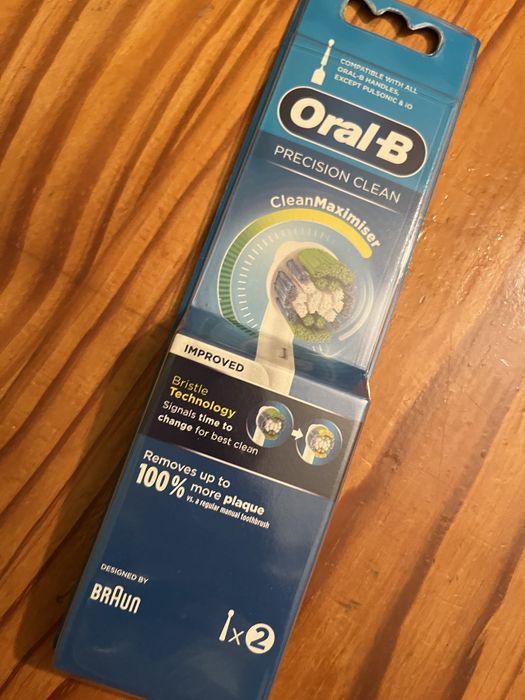 COMPATIBLE WITH ALL
ORAL-B HANDLES,
EXCEPT PULSONIC & iO
Oral-B
PRECISION CLEAN
CleanMaximiser
IMPROVED
Bristle
Technology
Signals time to
change for best clean
Removes up to
100% more plaque
vs. a regular manual toothbrush
DESIGNED BY
BRAUN
x2